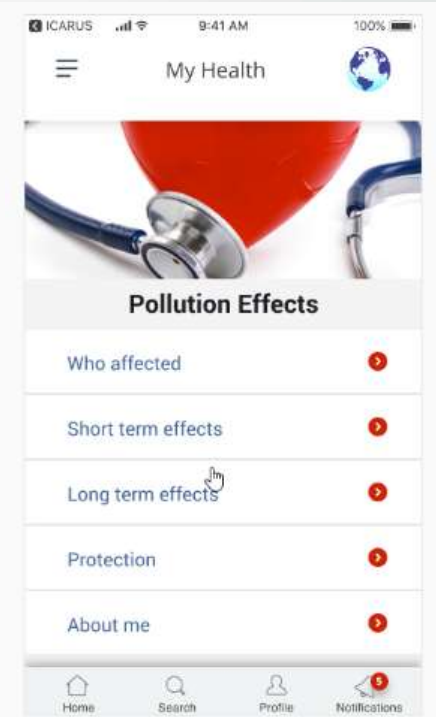 ICARUS 9:41 AM 100%
My Health
Pollution Effects
Who affected
Short term effects
Long term effects
Protection
About me
5
Home Search Profile Notifications